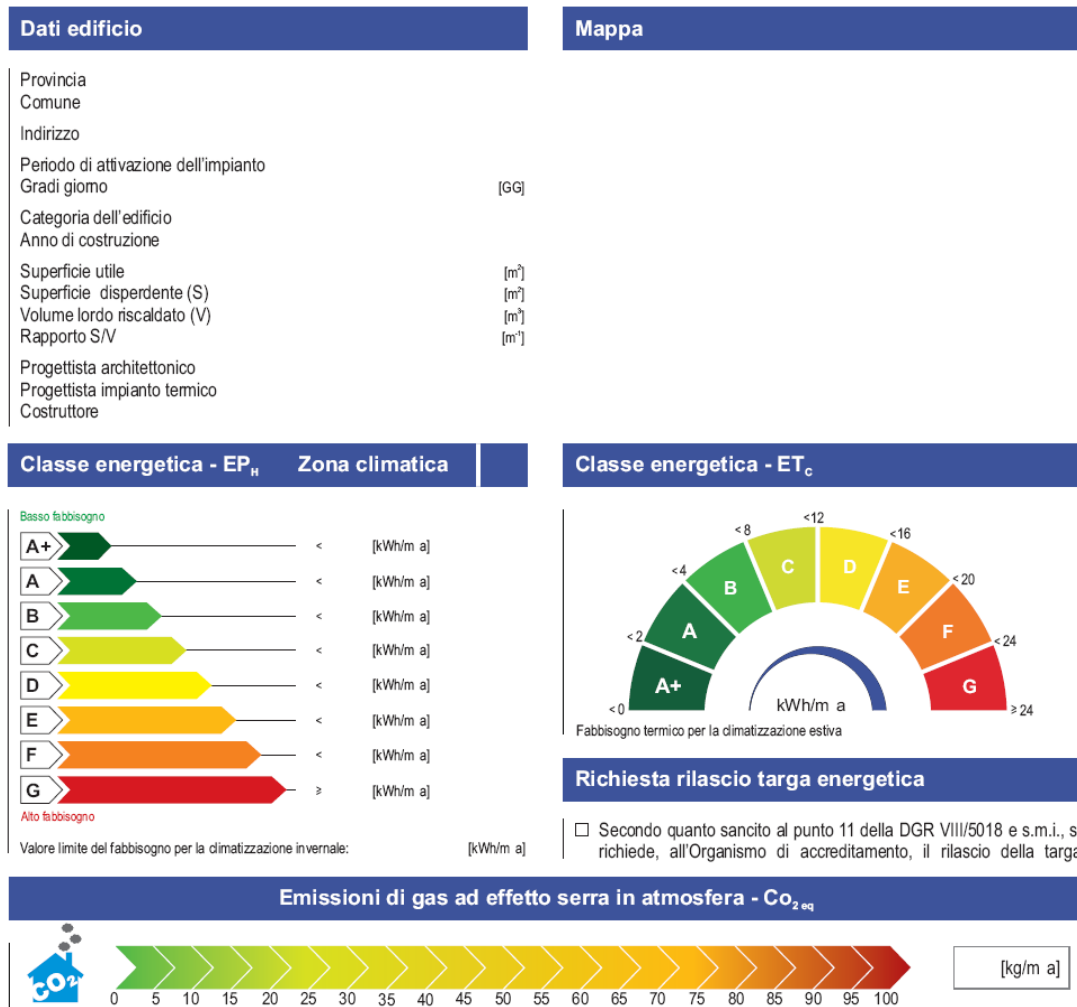 Dati edificio
Provincia
Comune
Indirizzo
Periodo di attivazione dell'impianto
Gradi giorno [GG]
Categoria dell'edificio
Anno di costruzione
Superficie utile [m²]
Superficie disperdente (S) [m²]
Volume lordo riscaldato (V) [m³]
Rapporto S/V [m⁻¹]
Progettista architettonico
Progettista impianto termico
Costruttore
Mappa
Classe energetica - EPH Zona climatica
Basso fabbisogno
A+ < [kWh/m a]
A < [kWh/m a]
B < [kWh/m a]
C < [kWh/m a]
D < [kWh/m a]
E < [kWh/m a]
F < [kWh/m a]
G ≥ [kWh/m a]
Alto fabbisogno
Valore limite del fabbisogno per la climatizzazione invernale: [kWh/m a]
Classe energetica - ETC
<0 <2 <4 <8 <12 <16 <20 <24 ≥24
A+ A B C D E F G
kWh/m a
Fabbisogno termico per la climatizzazione estiva
Richiesta rilascio targa energetica
☐ Secondo quanto sancito al punto 11 della DGR VIII/5018 e s.m.i., s
richiede, all'Organismo di accreditamento, il rilascio della targa
Emissioni di gas ad effetto serra in atmosfera - Co2 eq
CO2
0 5 10 15 20 25 30 35 40 45 50 55 60 65 70 75 80 85 90 95 100
[kg/m a]